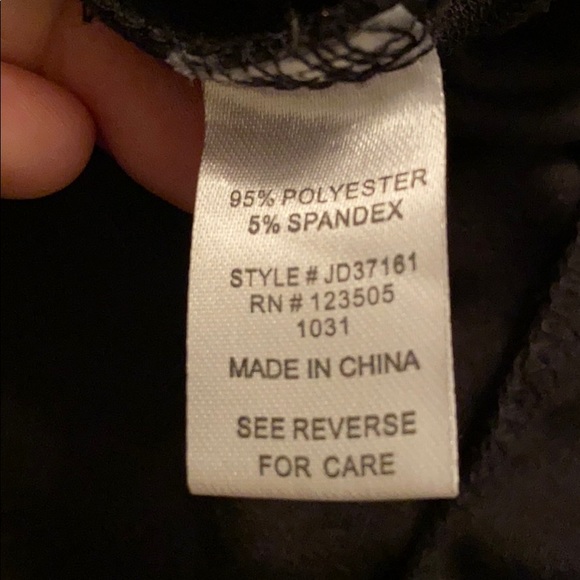 95% POLYESTER
5% SPANDEX
STYLE # JD37161
RN # 123505
1031
MADE IN CHINA
SEE REVERSE
FOR CARE